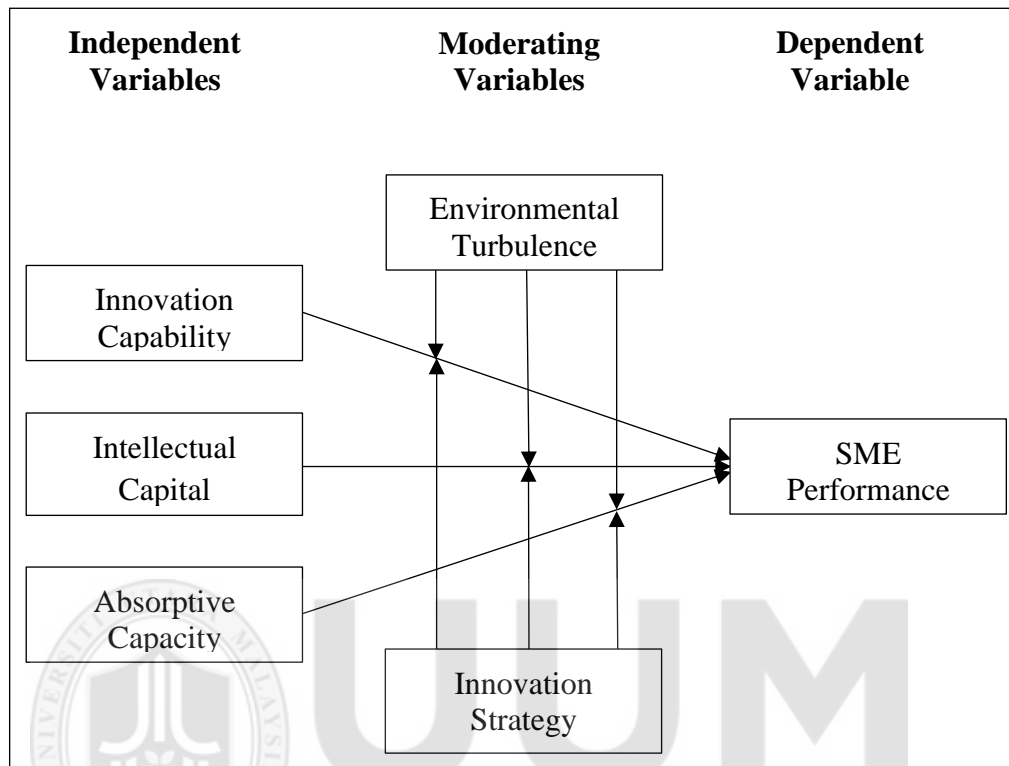 Independent
Variables
Moderating
Variables
Dependent
Variable
Environmental
Turbulence
Innovation
Capability
Intellectual
Capital
SME
Performance
Absorptive
Capacity
Innovation
Strategy
UUM